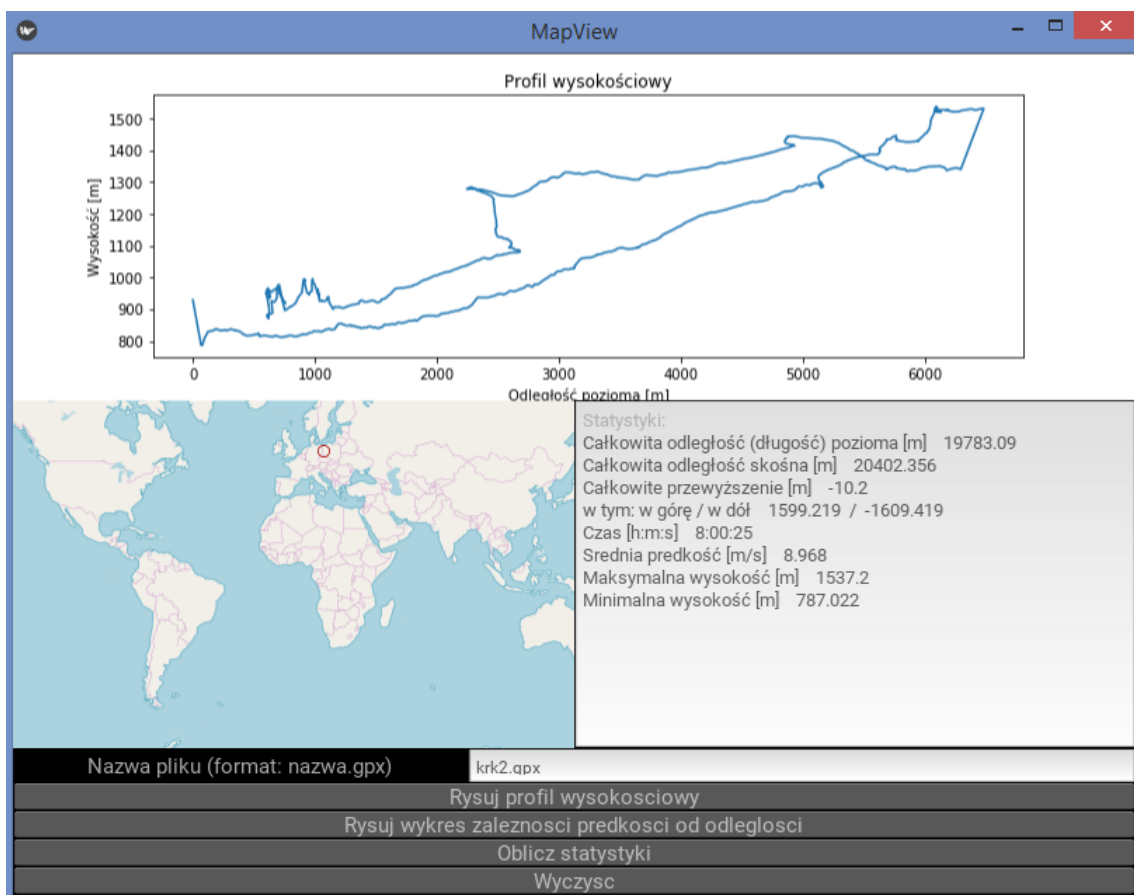 MapView
Profil wysokościowy
Wysokość [m]
1500
1400
1300
1200
1100
1000
900
800
0 1000 2000 3000 4000 5000 6000
Odległość pozioma [m]
Statystyki:
Całkowita odległość (długość) pozioma [m] 19783.09
Całkowita odległość skośna [m] 20402.356
Całkowite przewyższenie [m] -10.2
w tym: w górę / w dół 1599.219 / -1609.419
Czas [h:m:s] 8:00:25
Srednia predkość [m/s] 8.968
Maksymalna wysokość [m] 1537.2
Minimalna wysokość [m] 787.022
Nazwa pliku (format: nazwa.gpx) krk2.gpx
Rysuj profil wysokosciowy
Rysuj wykres zaleznosci predkosci od odleglosci
Oblicz statystyki
Wyczysc